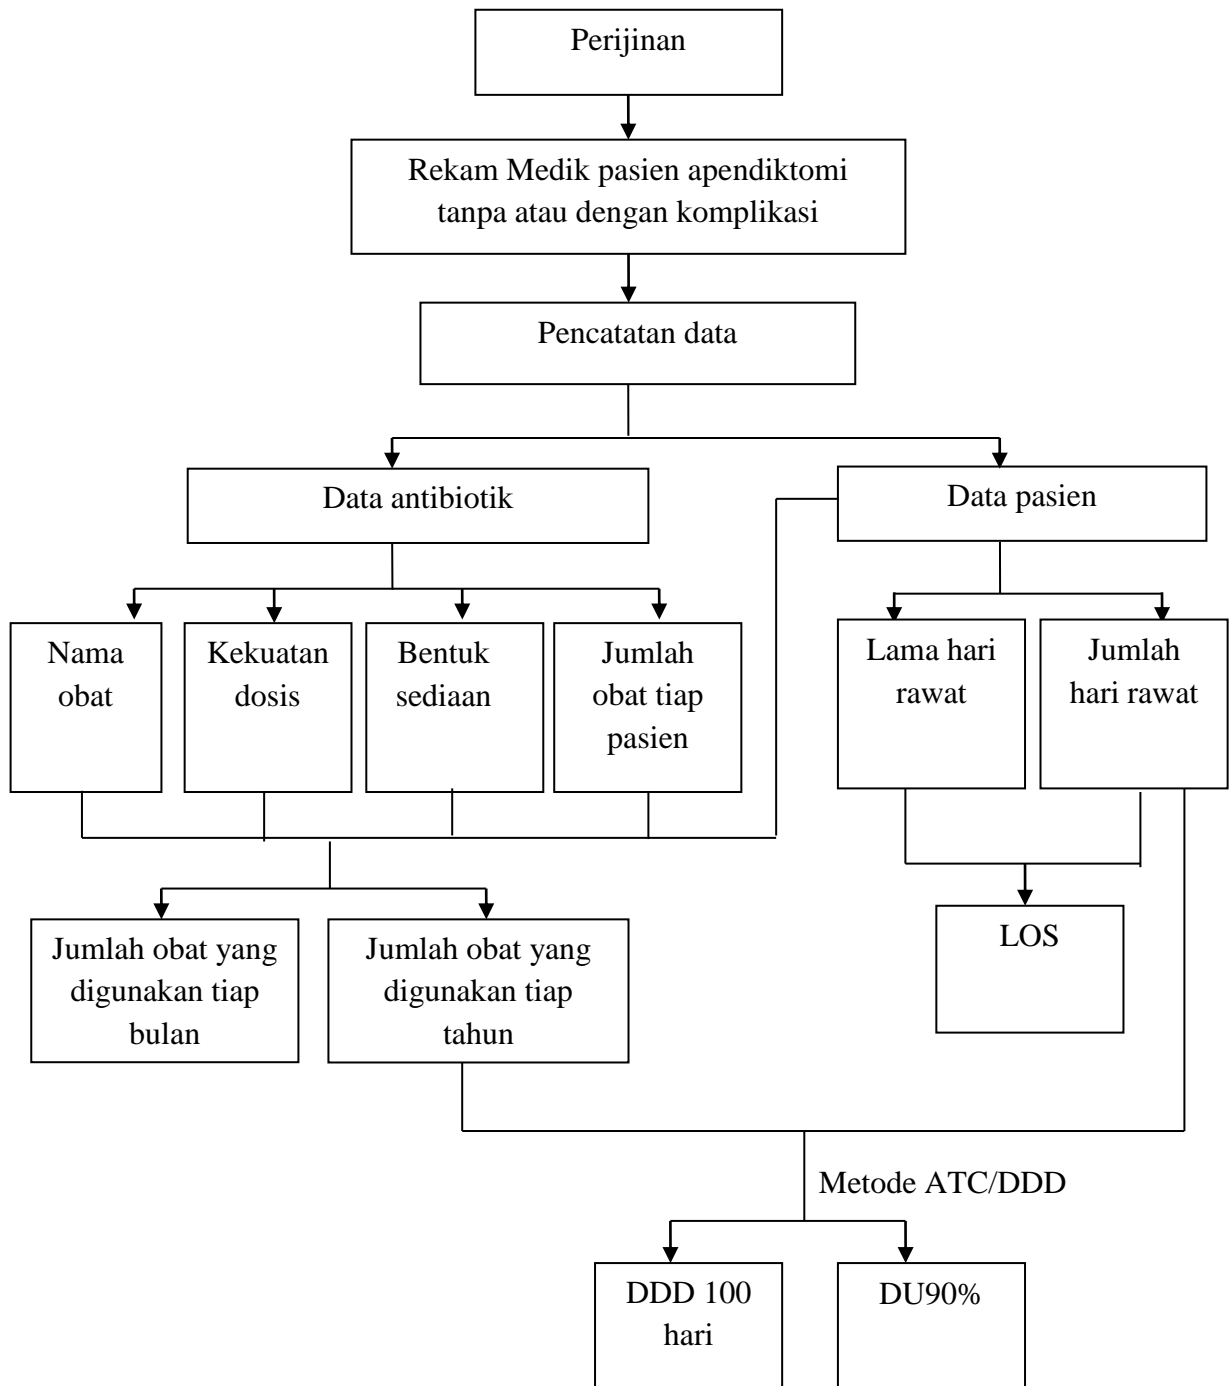 Perijinan
Rekam Medik pasien apendiktomi
tanpa atau dengan komplikasi
Pencatatan data
Data antibiotik
Data pasien
Nama
obat
Kekuatan
dosis
Bentuk
sediaan
Jumlah
obat tiap
pasien
Lama hari
rawat
Jumlah
hari rawat
Jumlah obat yang
digunakan tiap
bulan
Jumlah obat yang
digunakan tiap
tahun
LOS
Metode ATC/DDD
DDD 100
hari
DU90%